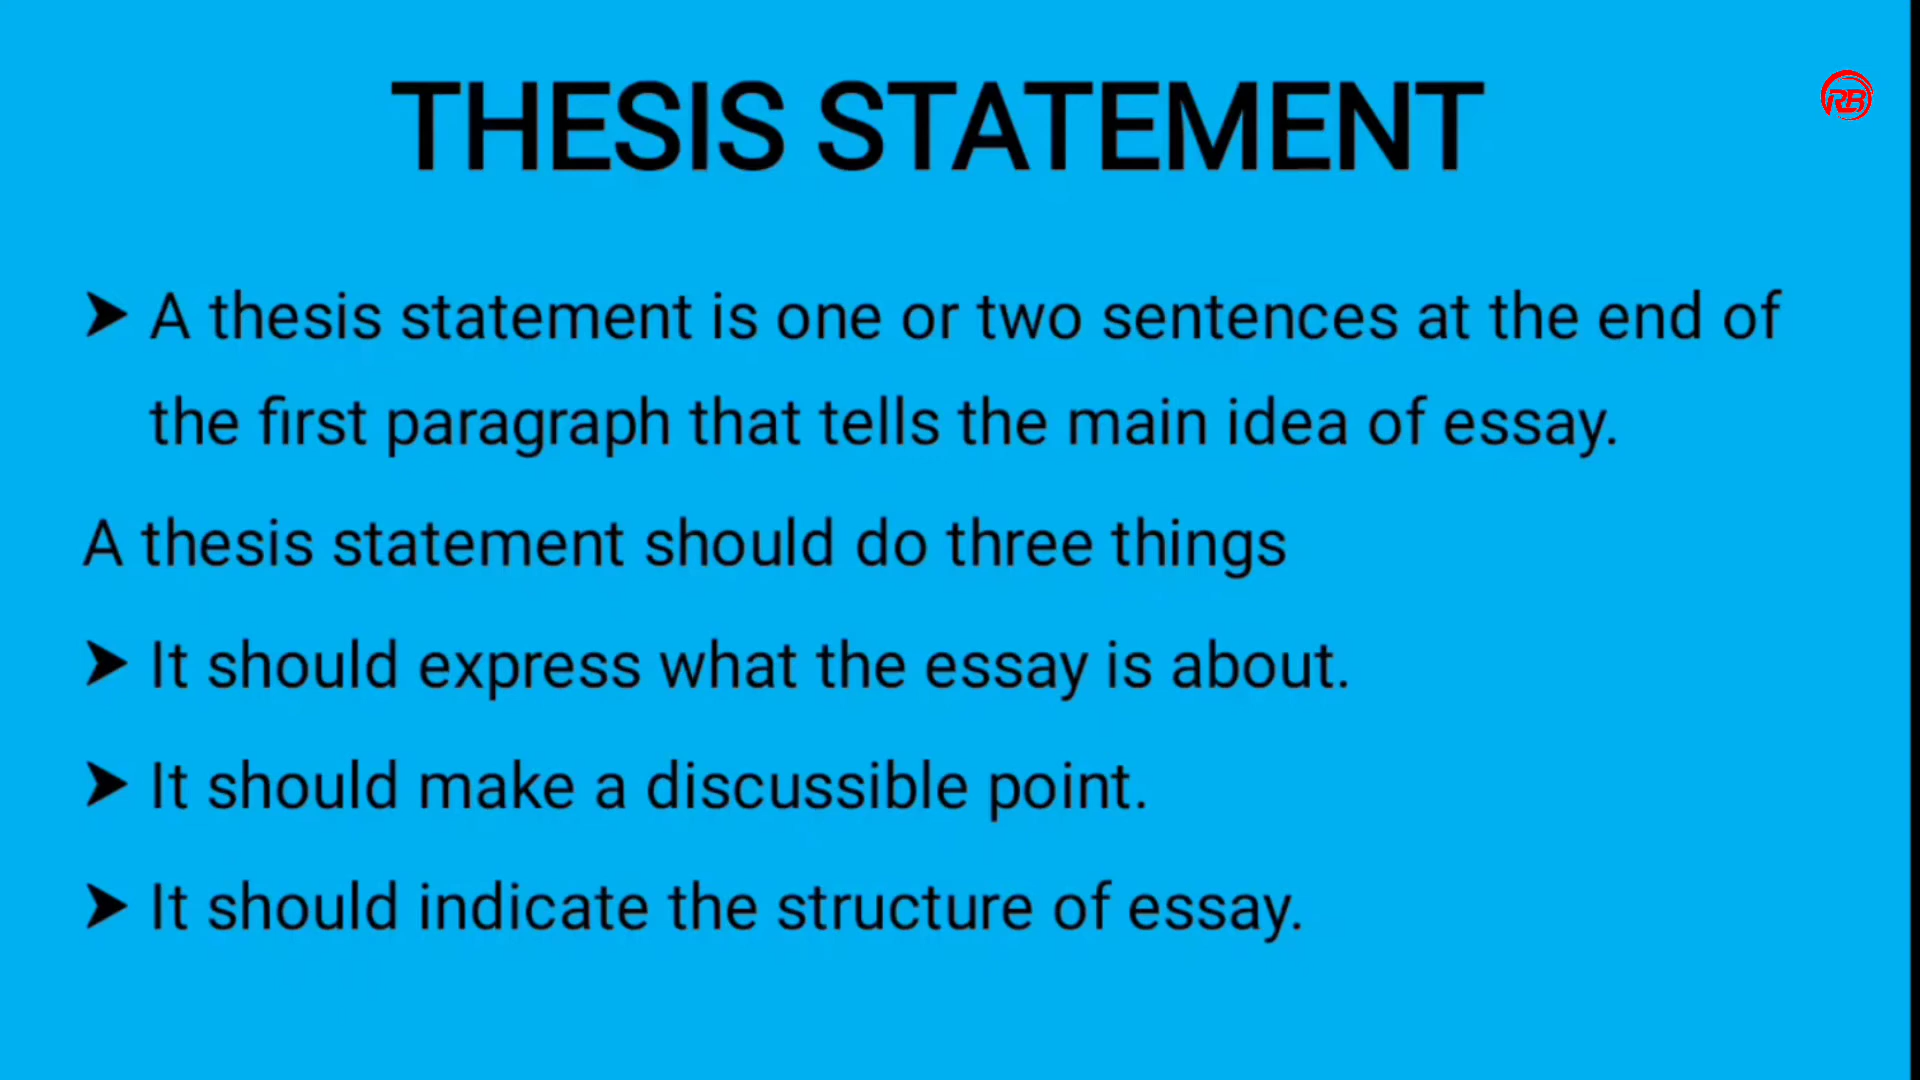 THESIS STATEMENT
RB
➤ A thesis statement is one or two sentences at the end of
the first paragraph that tells the main idea of essay.
A thesis statement should do three things
➤ It should express what the essay is about.
➤ It should make a discussible point.
➤ It should indicate the structure of essay.